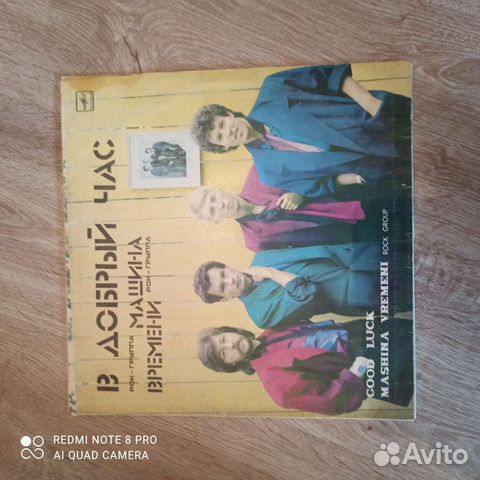 В ДОБРЫЙ ЧАС
РОК-ГРУППА МАШИНА РОК-ГРУППА
ВРЕМЕНИ
GOOD LUCK
MASHINA VREMENI ROCK GROUP
REDMI NOTE 8 PRO
AI QUAD CAMERA
Avito